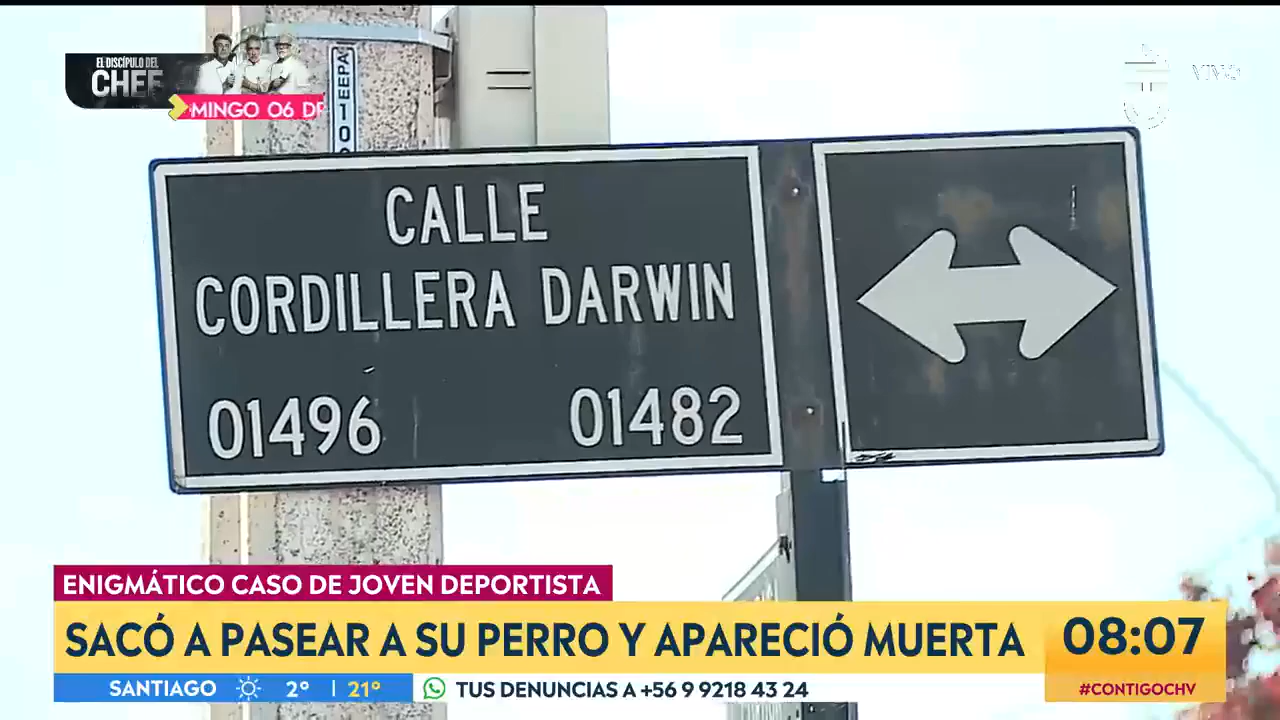 EL DISCÍPULO DEL
CHEF
MINGO 06 DE
VIVO
CALLE
CORDILLERA DARWIN
01496 01482
ENIGMÁTICO CASO DE JOVEN DEPORTISTA
SACÓ A PASEAR A SU PERRO Y APARECIÓ MUERTA
08:07
SANTIAGO 2° | 21° TUS DENUNCIAS A +56 9 9218 43 24
#CONTIGOCHV